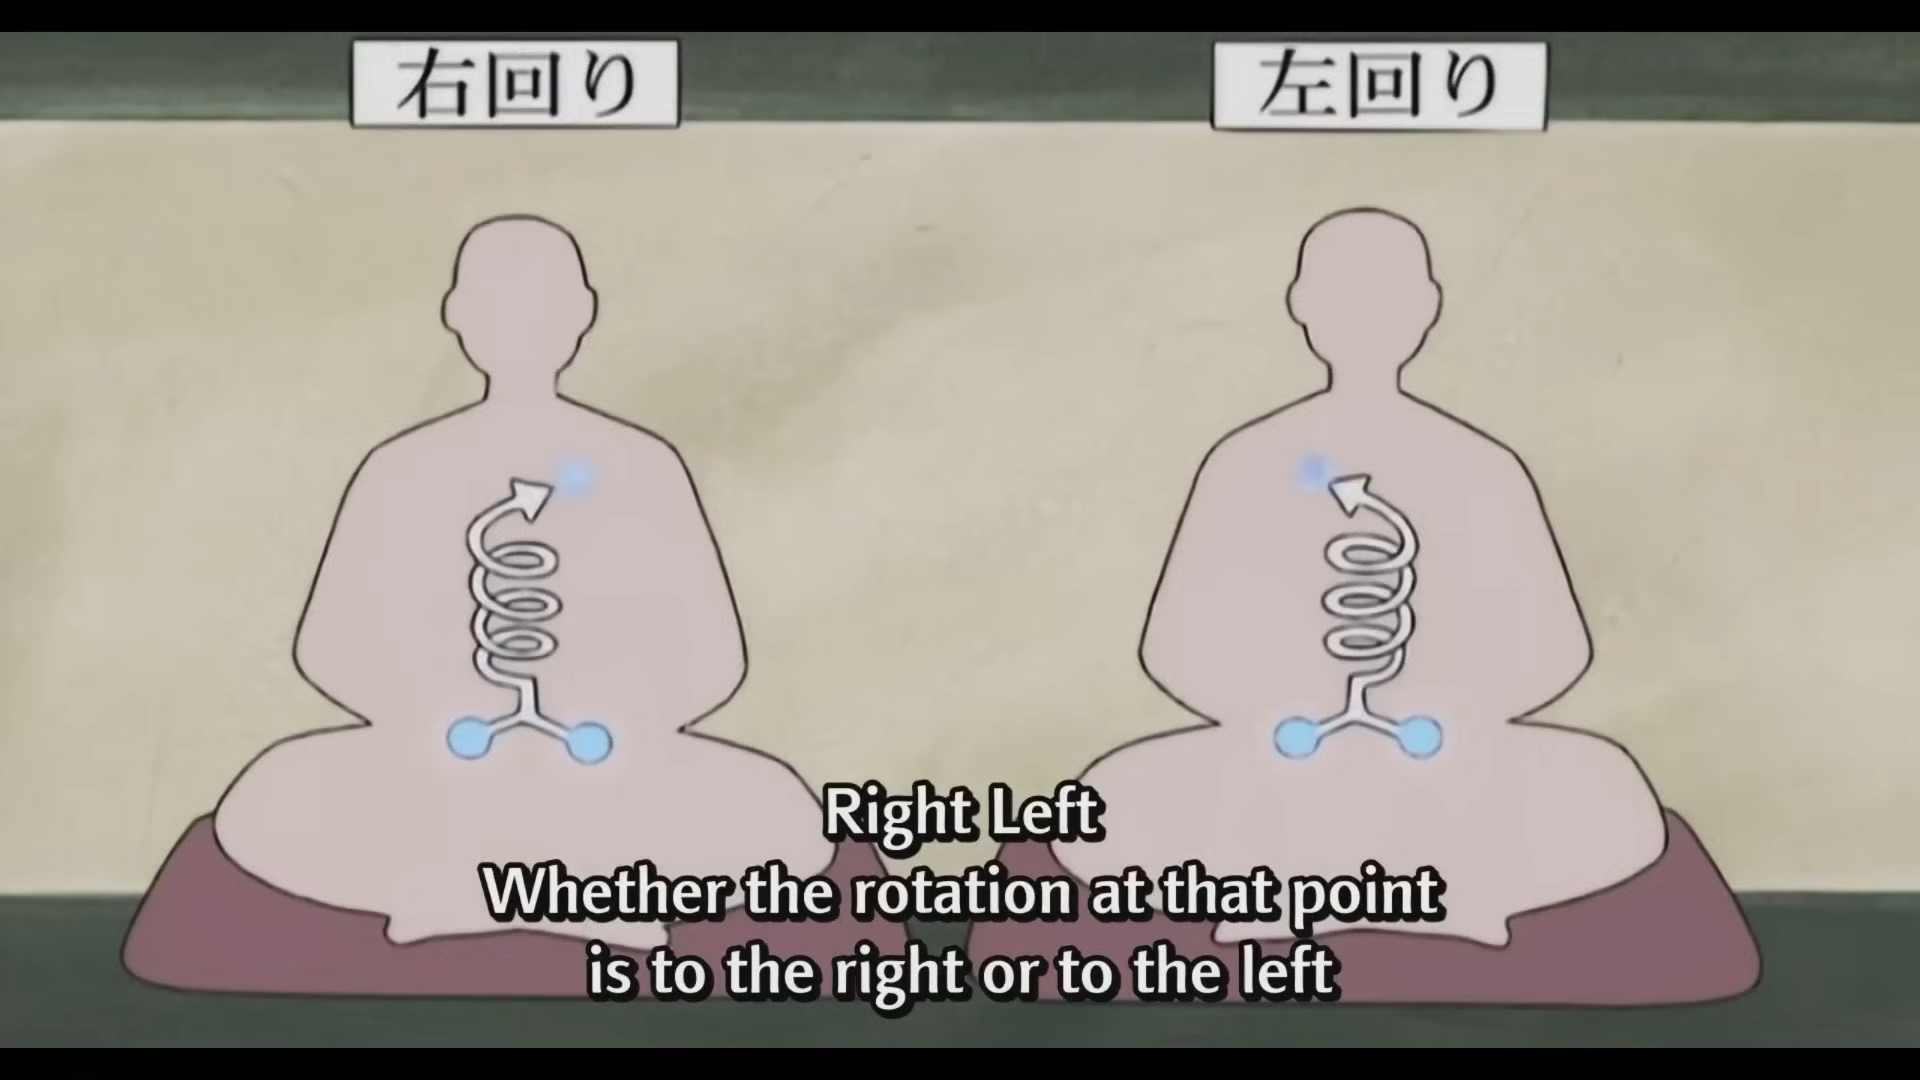 右回り
左回り
Right Left
Whether the rotation at that point
is to the right or to the left